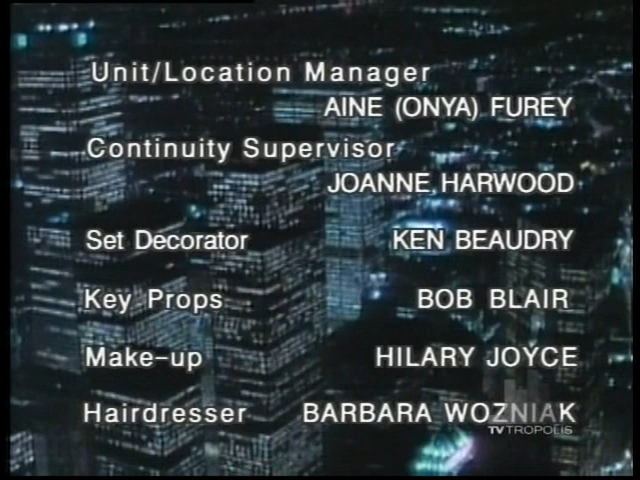 Unit/Location Manager
AINE (ONYA) FUREY
Continuity Supervisor
JOANNE HARWOOD
Set Decorator KEN BEAUDRY
Key Props BOB BLAIR
Make-up HILARY JOYCE
Hairdresser BARBARA WOZNIAK
TVTROPOLIS